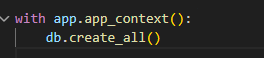 with app.app_context():
    db.create_all()